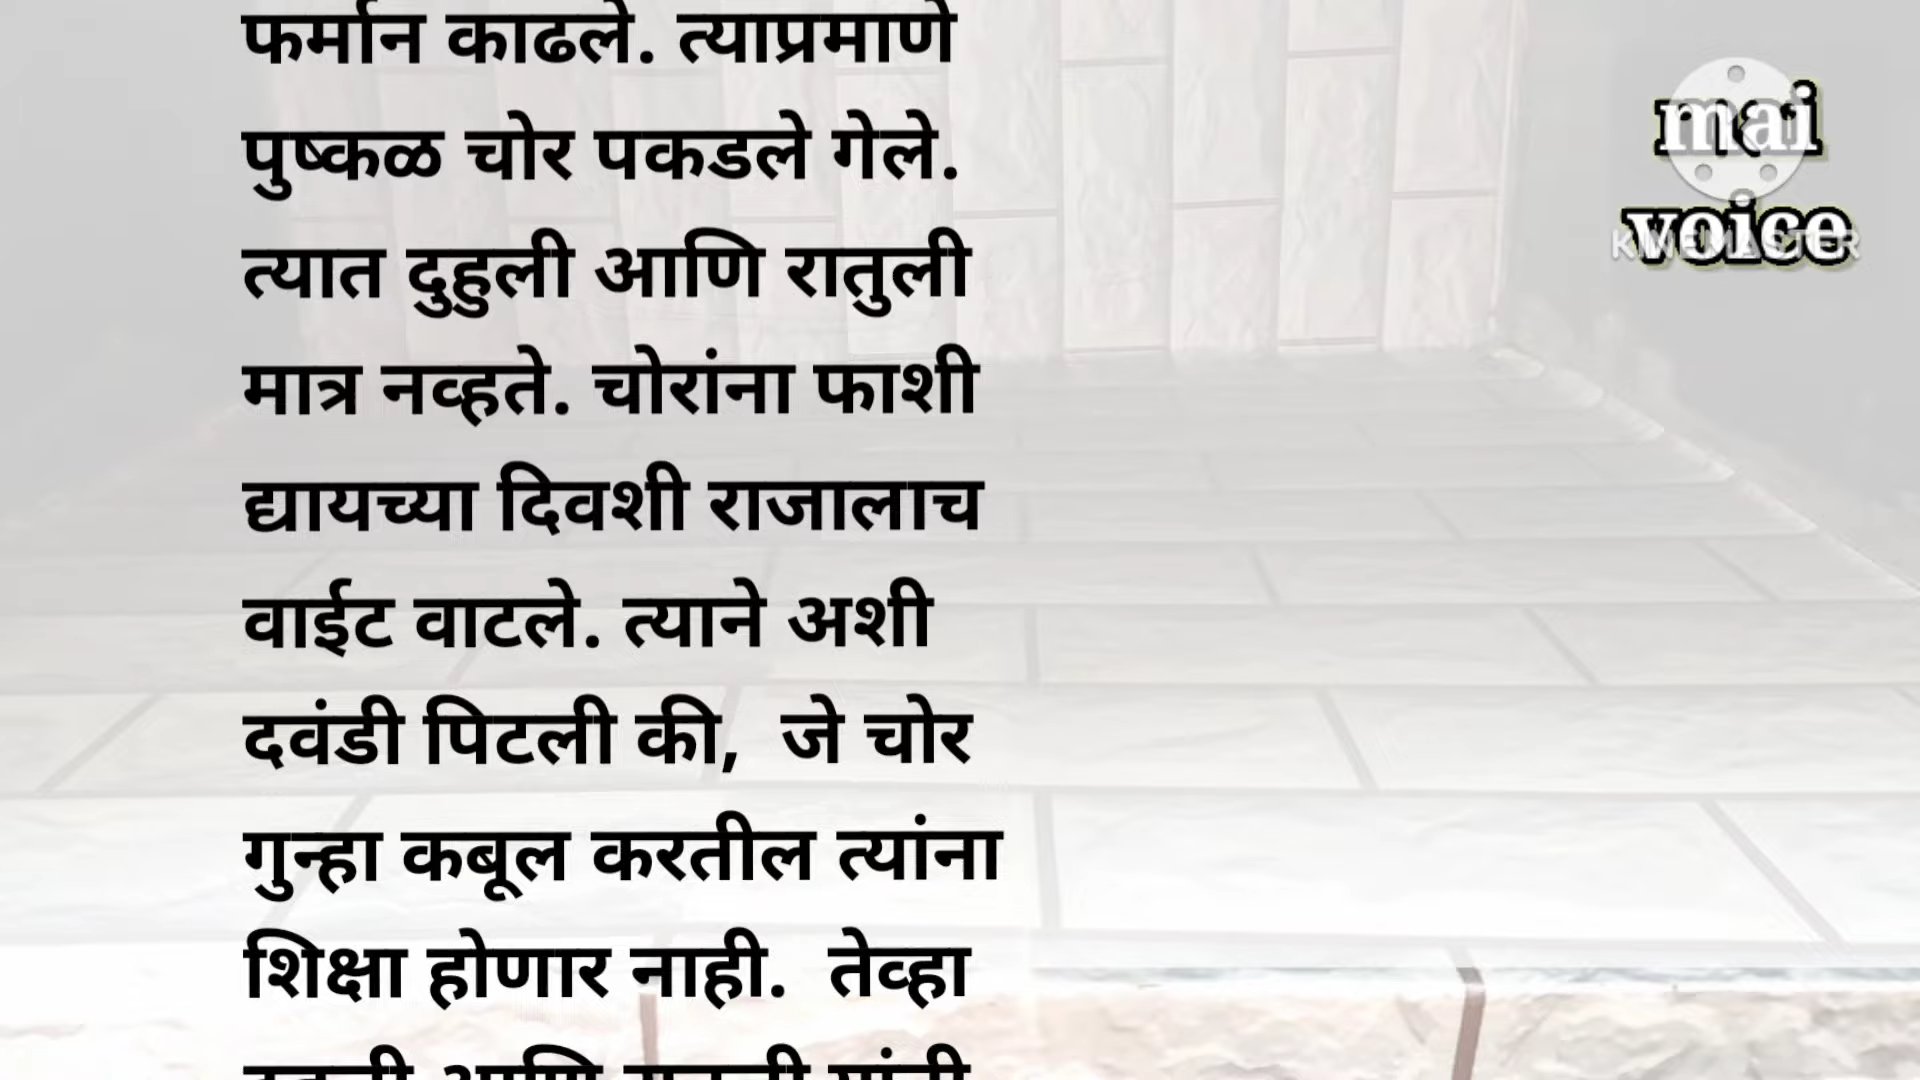 फर्मान काढले. त्याप्रमाणे
पुष्कळ चोर पकडले गेले.
त्यात दुहुली आणि रातुली
मात्र नव्हते. चोरांना फाशी
द्यायच्या दिवशी राजालाच
वाईट वाटले. त्याने अशी
दवंडी पिटली की,  जे चोर
गुन्हा कबूल करतील त्यांना
शिक्षा होणार नाही.  तेव्हा
mai
voice
KINEMASTER